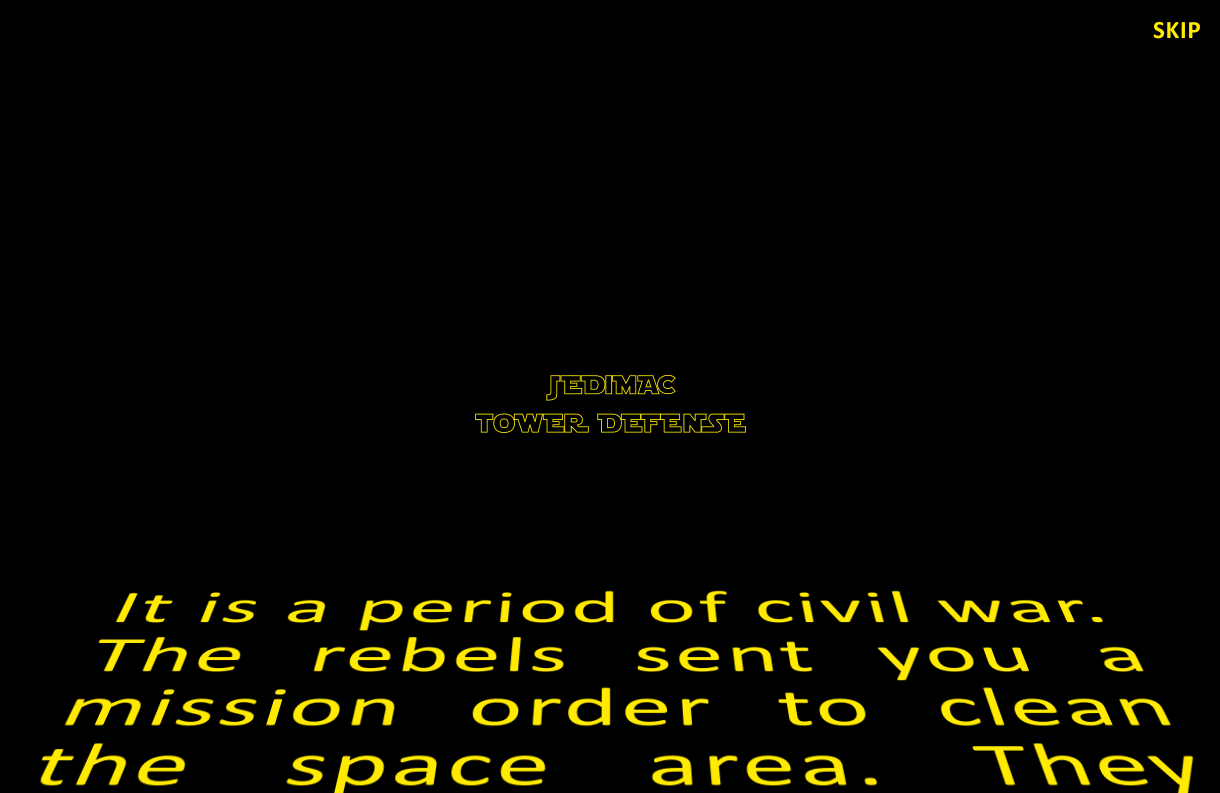 SKIP
JEDIMAC
TOWER DEFENSE
It is a period of civil war.
The rebels sent you a
mission order to clean
the space area. They